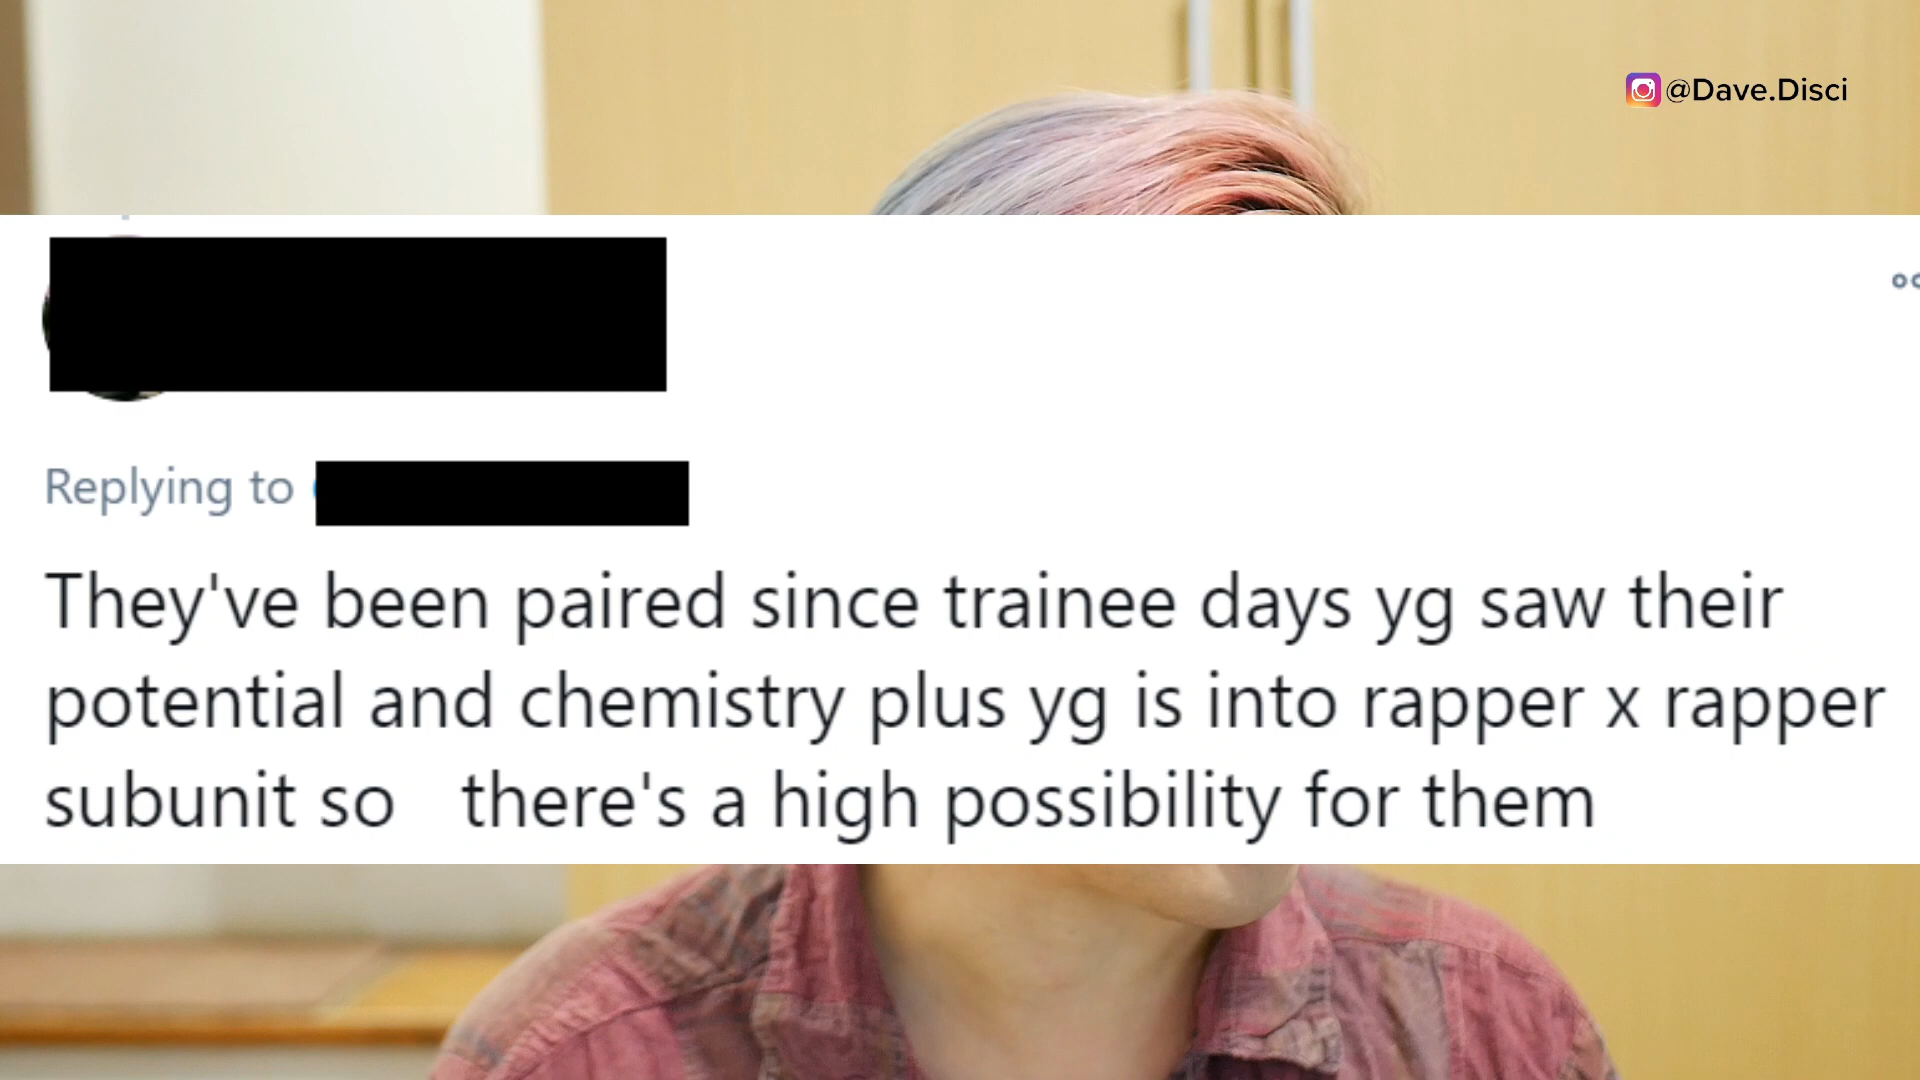 @Dave.Disci
Replying to
They've been paired since trainee days yg saw their
potential and chemistry plus yg is into rapper x rapper
subunit so there's a high possibility for them